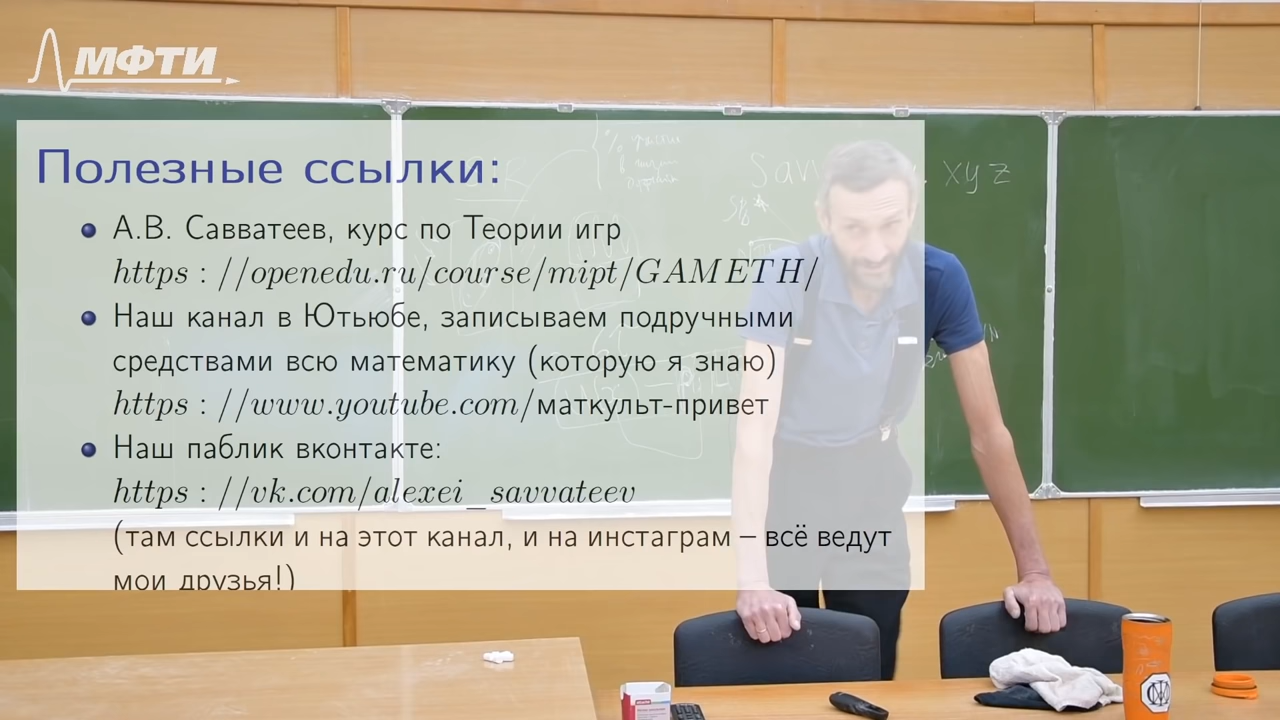 МФТИ
Полезные ссылки:
А.В. Савватеев, курс по Теории игр
https : //openedu.ru/course/mipt/GAMETH/
Наш канал в Ютьюбе, записываем подручными
средствами всю математику (которую я знаю)
https : //www.youtube.com/маткульт-привет
Наш паблик вконтакте:
https : //vk.com/alexei_savvateev
(там ссылки и на этот канал, и на инстаграм – всё ведут
мои друзья!)
xyz